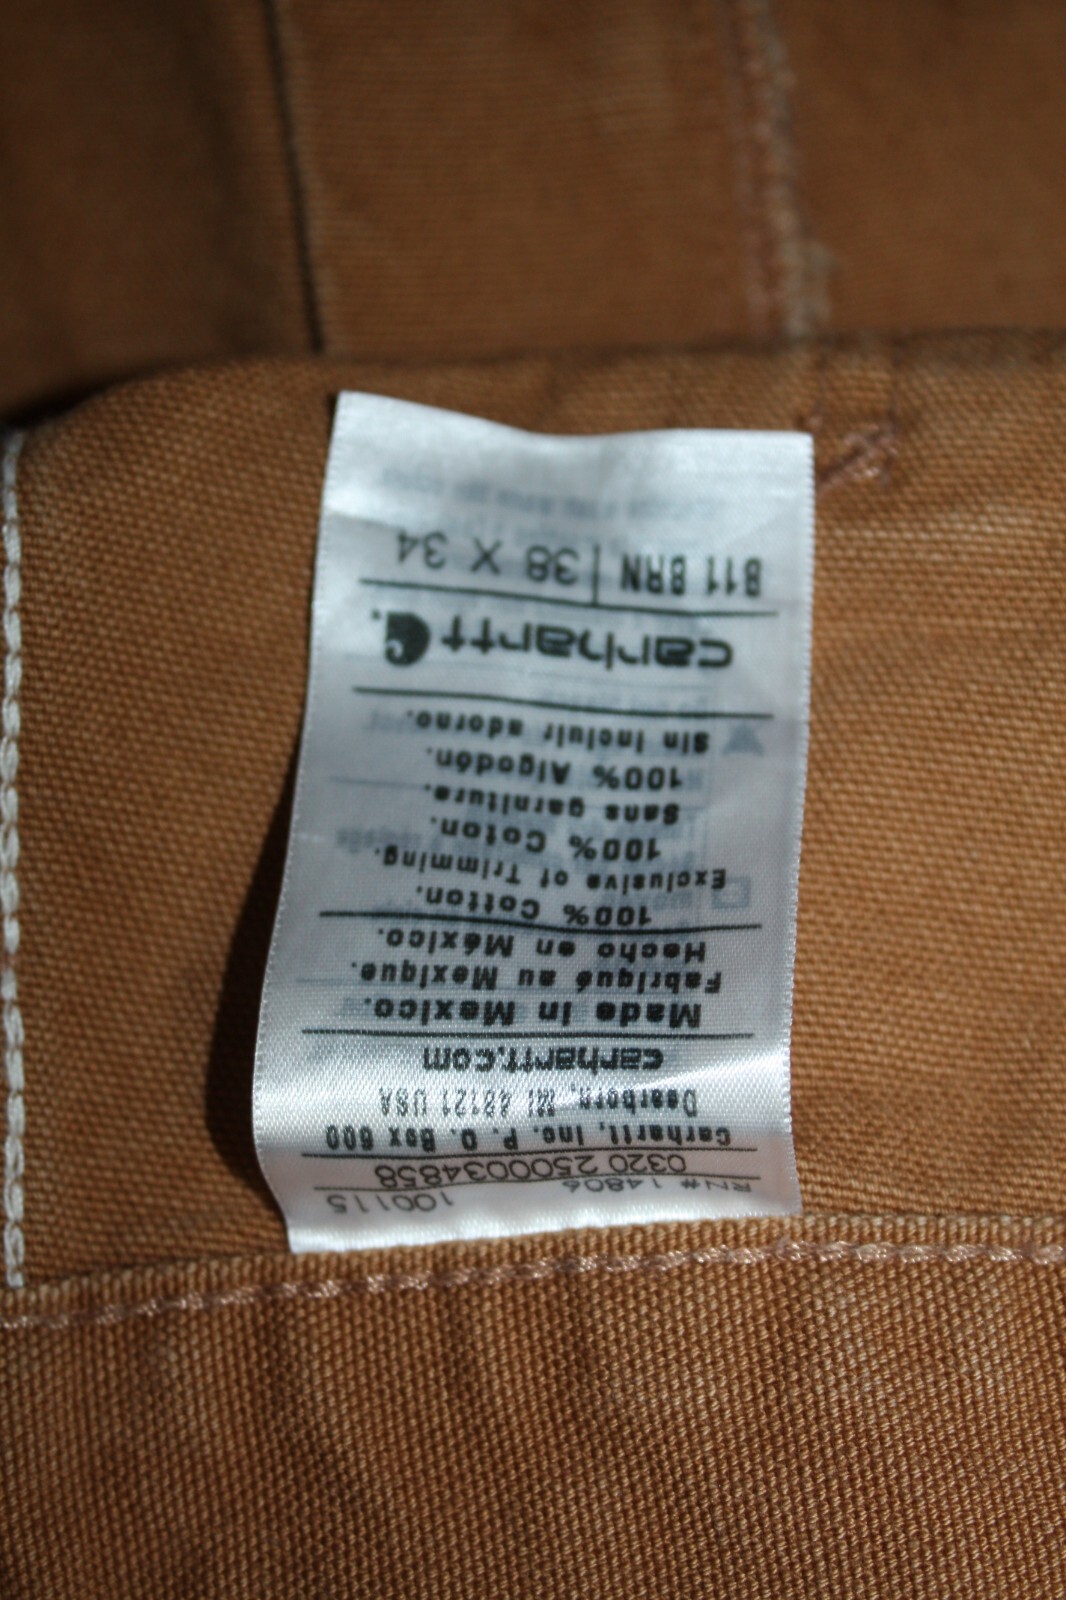 B11 BRN 38 X 34
carhartt
Sin incluir adorno.
100% Algodón.
Sans garniture.
100% Coton.
Exclusive of Trimming.
100% Cotton.
Hecho en México.
Fabriqué au Mexique.
Made in Mexico.
carhartt.com
Dearborn, MI 48121 USA
Carhartt, Inc. P. O. Box 600
0320 2500034858
RN# 14806 100115